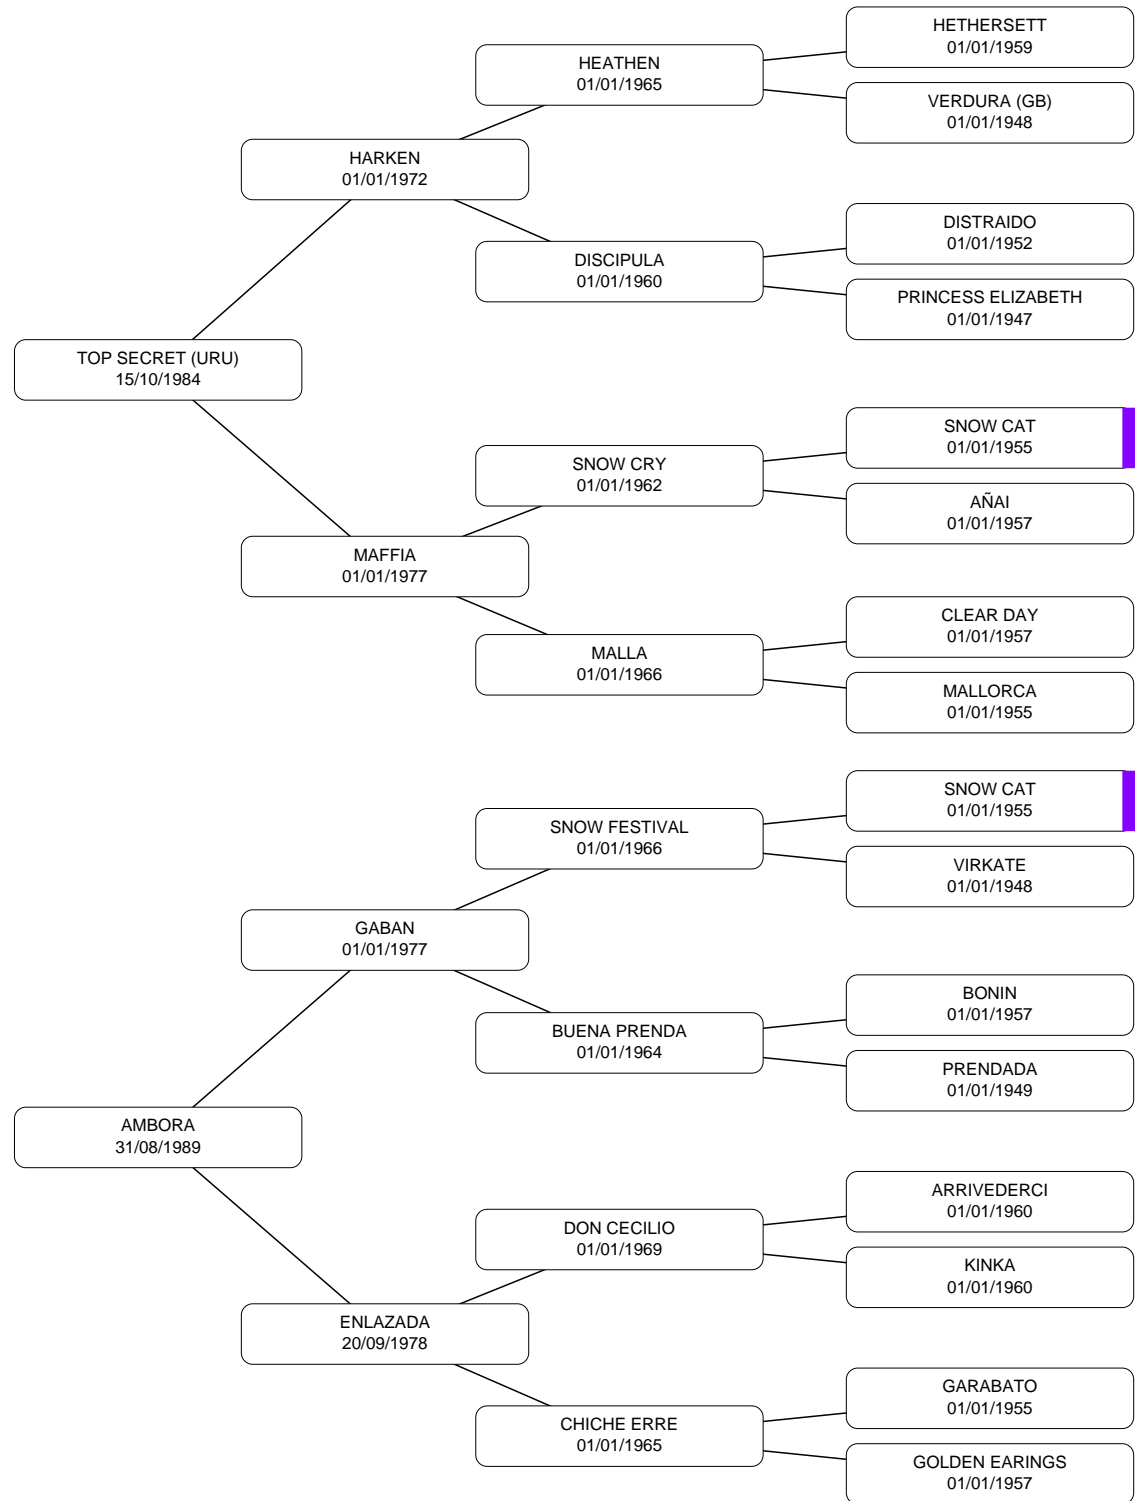 HETHERSETT
01/01/1959
HEATHEN
01/01/1965
VERDURA (GB)
01/01/1948
HARKEN
01/01/1972
DISTRAIDO
01/01/1952
DISCIPULA
01/01/1960
PRINCESS ELIZABETH
01/01/1947
TOP SECRET (URU)
15/10/1984
SNOW CAT
01/01/1955
SNOW CRY
01/01/1962
AÑAI
01/01/1957
MAFFIA
01/01/1977
CLEAR DAY
01/01/1957
MALLA
01/01/1966
MALLORCA
01/01/1955
SNOW CAT
01/01/1955
SNOW FESTIVAL
01/01/1966
VIRKATE
01/01/1948
GABAN
01/01/1977
BONIN
01/01/1957
BUENA PRENDA
01/01/1964
PRENDADA
01/01/1949
AMBORA
31/08/1989
ARRIVEDERCI
01/01/1960
DON CECILIO
01/01/1969
KINKA
01/01/1960
ENLAZADA
20/09/1978
GARABATO
01/01/1955
CHICHE ERRE
01/01/1965
GOLDEN EARINGS
01/01/1957